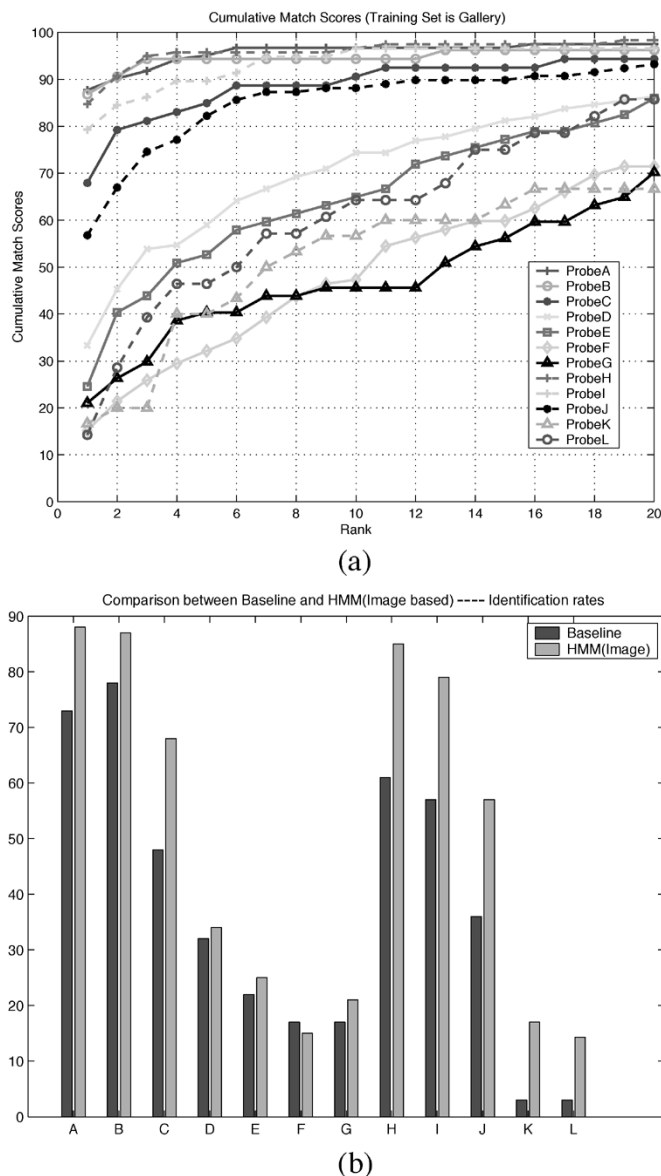 Cumulative Match Scores (Training Set is Gallery)
100
90
80
70
60
50
40
30
20
10
0
Cumulative Match Scores
ProbeA
ProbeB
ProbeC
ProbeD
ProbeE
ProbeF
ProbeG
ProbeH
ProbeI
ProbeJ
ProbeK
ProbeL
0 2 4 6 8 10 12 14 16 18 20
Rank
(a)
Comparison between Baseline and HMM(Image based) ---- Identification rates
90
80
70
60
50
40
30
20
10
0
Baseline
HMM(Image)
A B C D E F G H I J K L
(b)